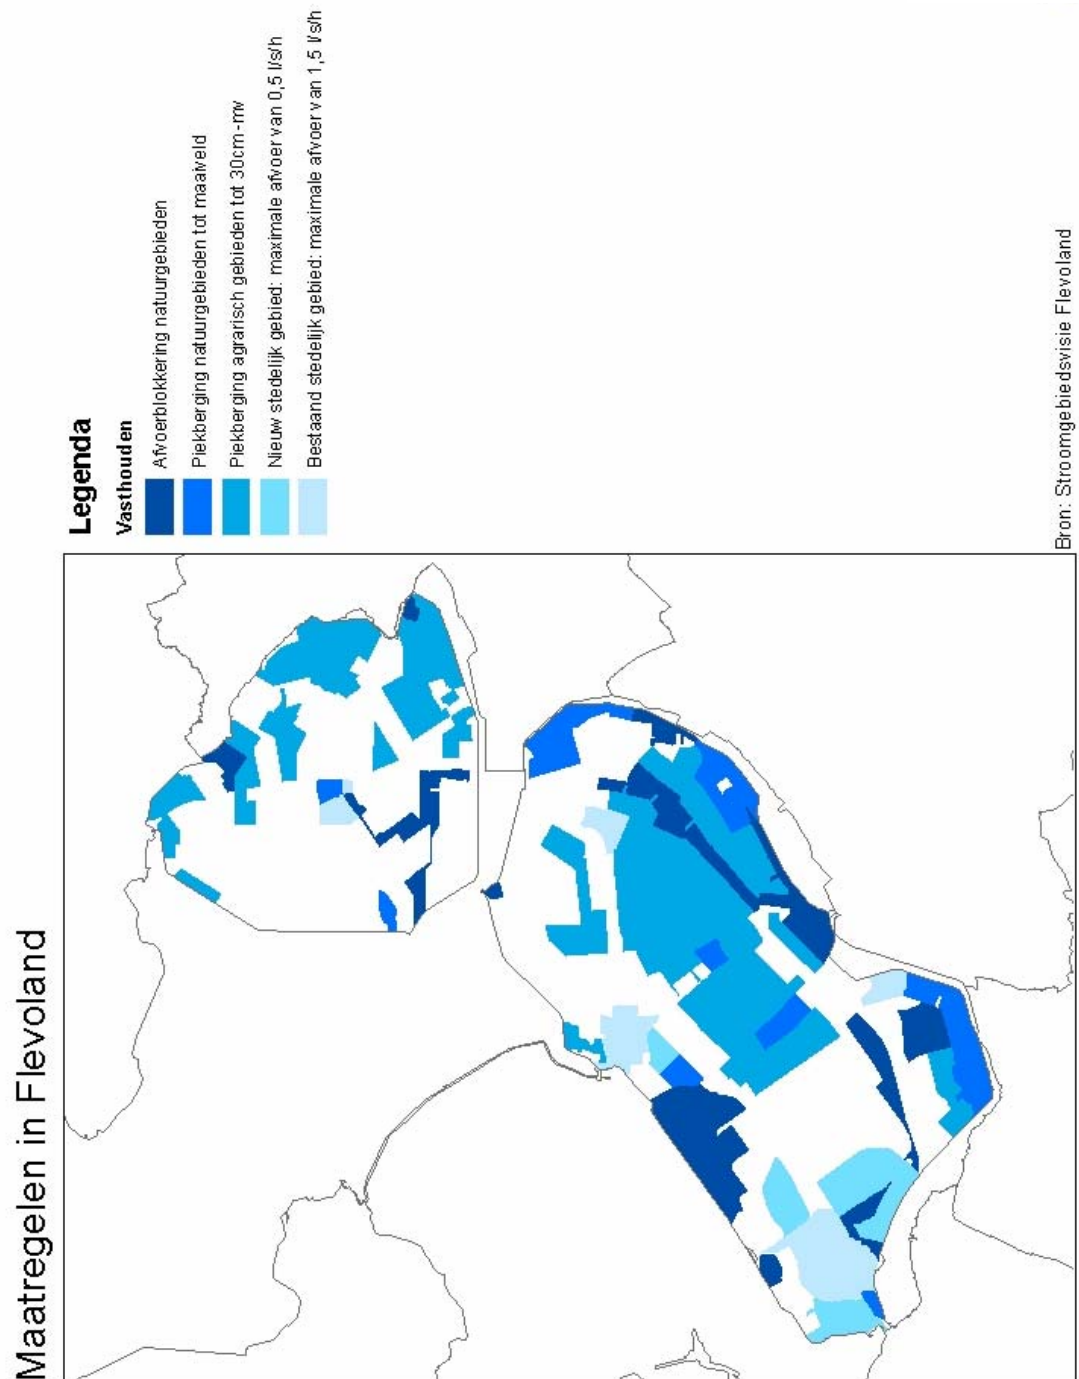 Maatregelen in Flevoland
Legenda
Vasthouden
Afvoerblokkering natuurgebieden
Piekberging natuurgebieden tot maaiveld
Piekberging agrarisch gebieden tot 30cm-mv
Nieuw stedelijk gebied: maximale afvoer van 0,5 l/s/h
Bestaand stedelijk gebied: maximale afvoer van 1,5 l/s/h
Bron: Stroomgebiedsvisie Flevoland